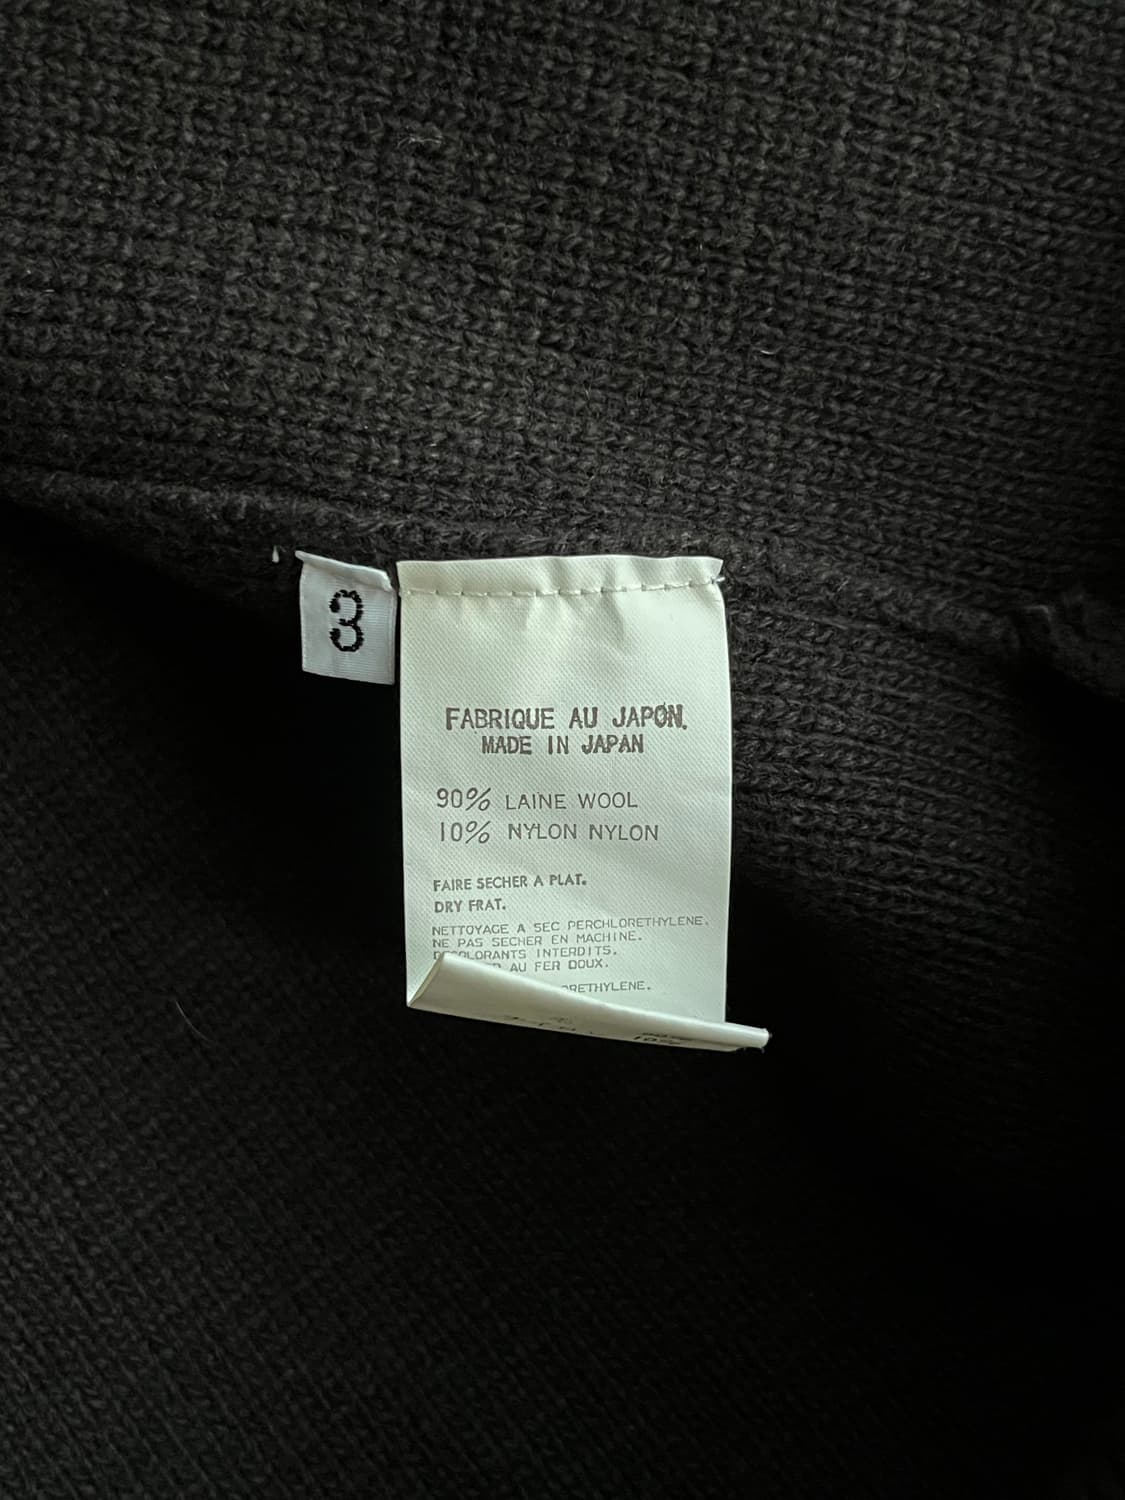 3
FABRIQUE AU JAPON.
MADE IN JAPAN
90% LAINE WOOL
10% NYLON NYLON
FAIRE SECHER A PLAT.
DRY FRAT.
NETTOYAGE A SEC PERCHLORETHYLENE.
NE PAS SECHER EN MACHINE.
INTERDITS.
AU FER DOUX.